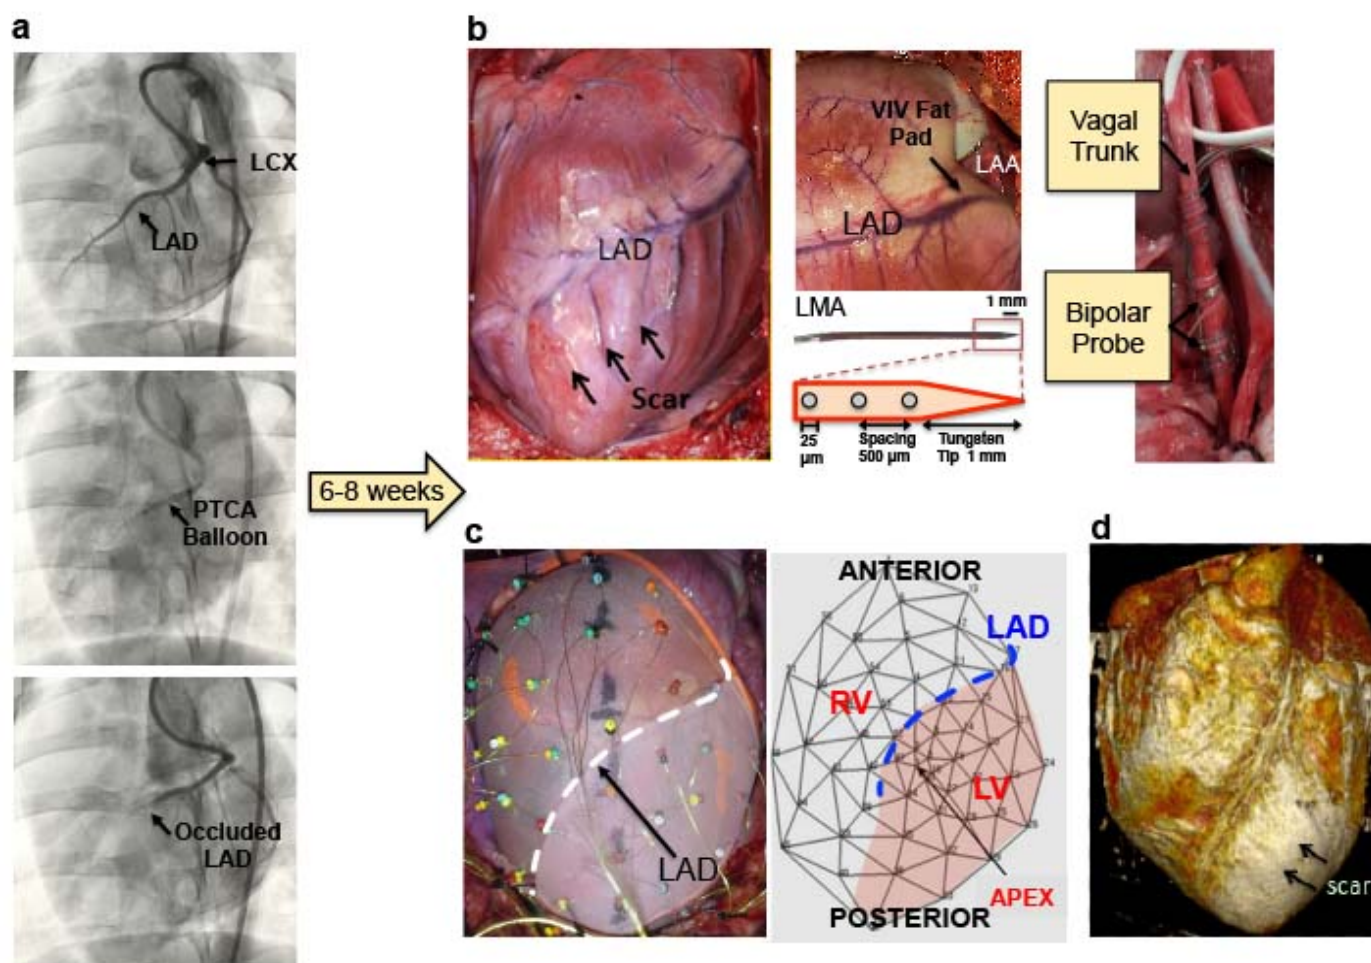 a
LCX
LAD
PTCA
Balloon
Occluded
LAD
6-8 weeks
b
LAD
Scar
VIV Fat
Pad
LAA
LAD
LMA
1 mm
25
µm
Spacing
500 µm
Tungsten
Tip 1 mm
Vagal
Trunk
Bipolar
Probe
c
LAD
ANTERIOR
LAD
RV
LV
APEX
POSTERIOR
d
scar